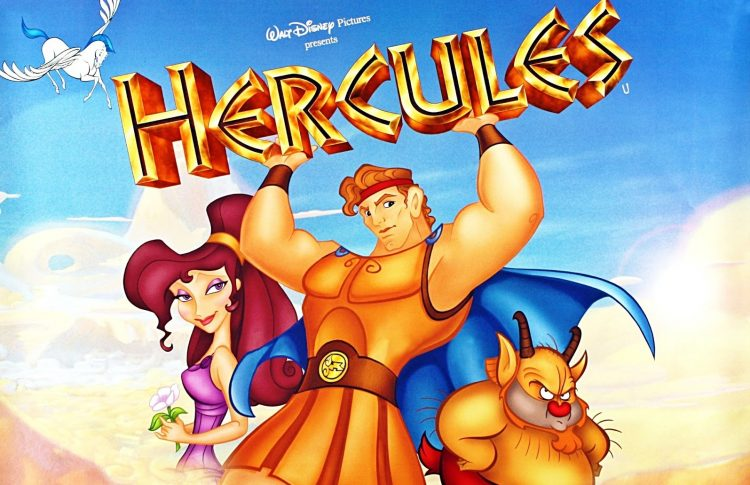 Walt Disney Pictures
presents
HERCULES
U